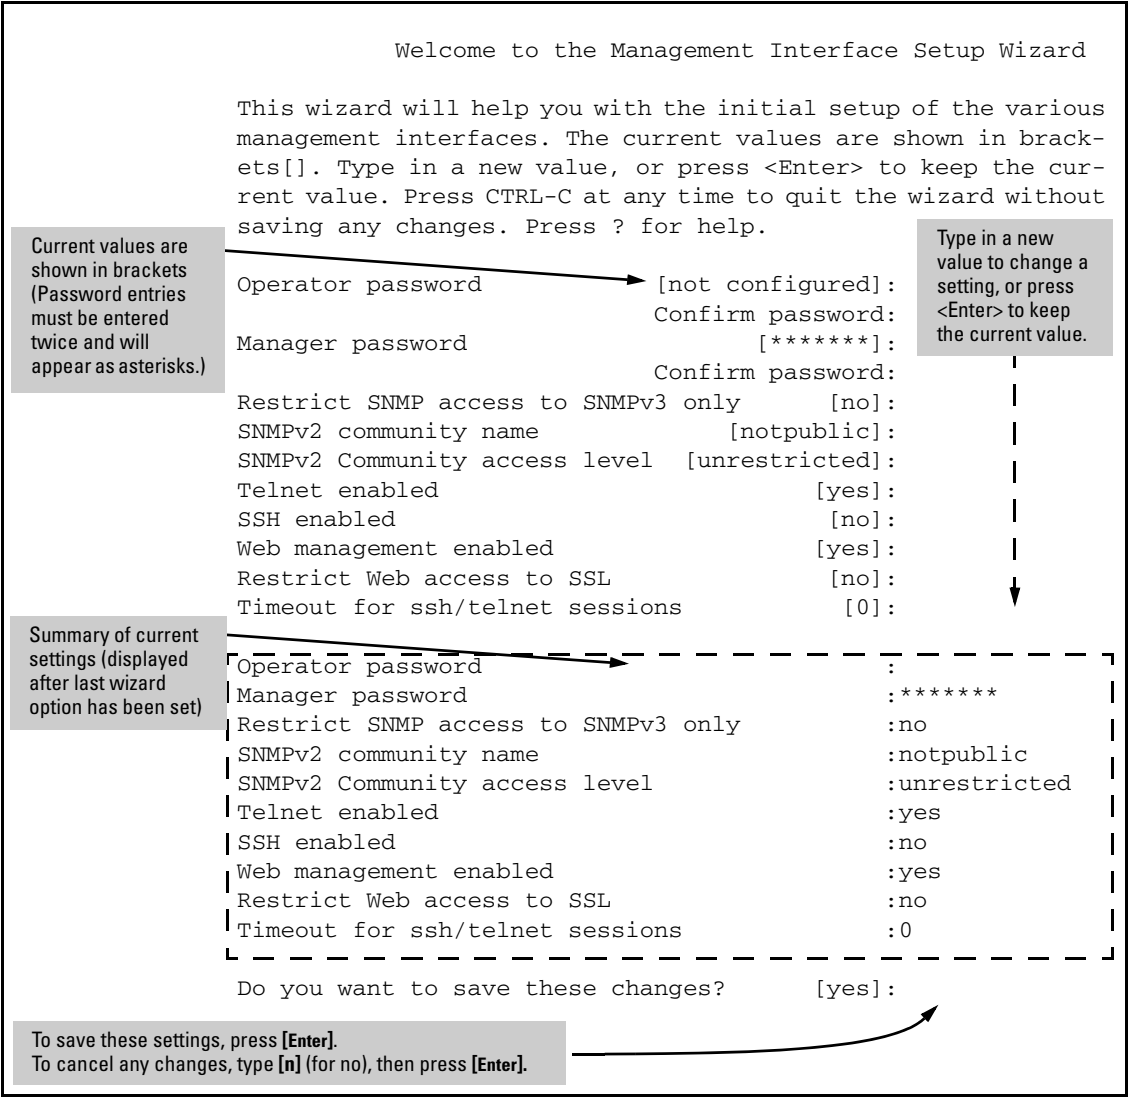 Welcome to the Management Interface Setup Wizard
This wizard will help you with the initial setup of the various
management interfaces. The current values are shown in brack-
ets[]. Type in a new value, or press <Enter> to keep the cur-
rent value. Press CTRL-C at any time to quit the wizard without
saving any changes. Press ? for help.
Current values are
shown in brackets
(Password entries
must be entered
twice and will
appear as asterisks.)
Type in a new
value to change a
setting, or press
<Enter> to keep
the current value.
Operator password [not configured]:
Confirm password:
Manager password [*******]:
Confirm password:
Restrict SNMP access to SNMPv3 only [no]:
SNMPv2 community name [notpublic]:
SNMPv2 Community access level [unrestricted]:
Telnet enabled [yes]:
SSH enabled [no]:
Web management enabled [yes]:
Restrict Web access to SSL [no]:
Timeout for ssh/telnet sessions [0]:
Summary of current
settings (displayed
after last wizard
option has been set)
Operator password :
Manager password :*******
Restrict SNMP access to SNMPv3 only :no
SNMPv2 community name :notpublic
SNMPv2 Community access level :unrestricted
Telnet enabled :yes
SSH enabled :no
Web management enabled :yes
Restrict Web access to SSL :no
Timeout for ssh/telnet sessions :0
Do you want to save these changes? [yes]:
To save these settings, press [Enter].
To cancel any changes, type [n] (for no), then press [Enter].